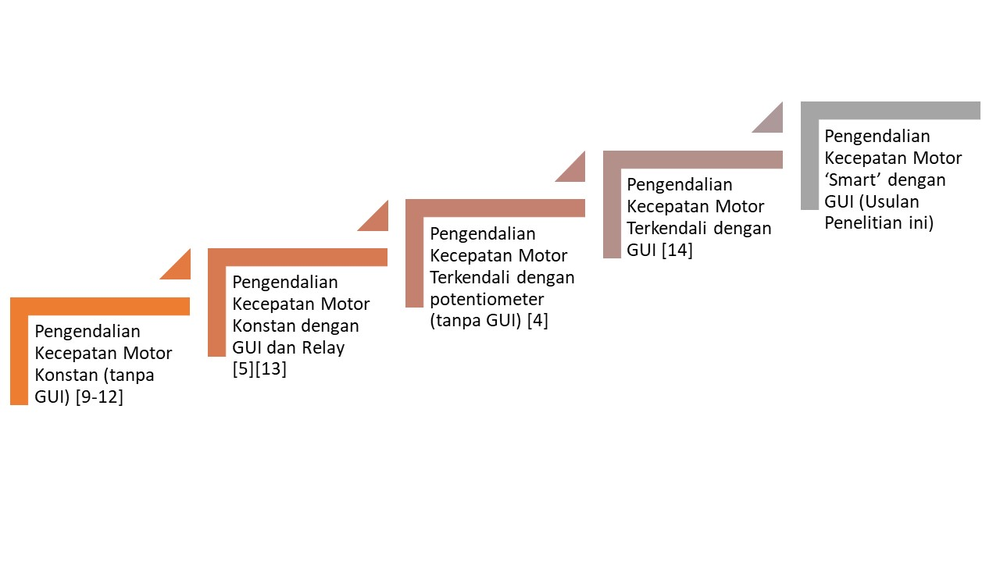 Pengendalian
Kecepatan Motor
Konstan (tanpa
GUI) [9-12]
Pengendalian
Kecepatan Motor
Konstan dengan
GUI dan Relay
[5][13]
Pengendalian
Kecepatan Motor
Terkendali dengan
potentiometer
(tanpa GUI) [4]
Pengendalian
Kecepatan Motor
Terkendali dengan
GUI [14]
Pengendalian
Kecepatan Motor
‘Smart’ dengan
GUI (Usulan
Penelitian ini)